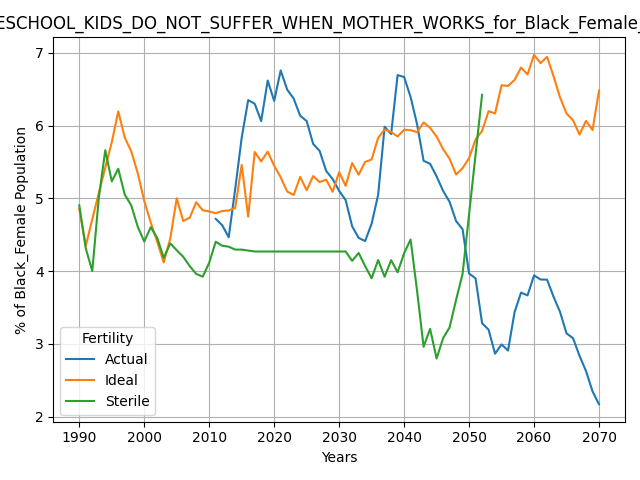 ESCHOOL_KIDS_DO_NOT_SUFFER_WHEN_MOTHER_WORKS_for_Black_Female_
% of Black_Female Population
7
6
5
4
3
2
Fertility
Actual
Ideal
Sterile
1990 2000 2010 2020 2030 2040 2050 2060 2070
Years